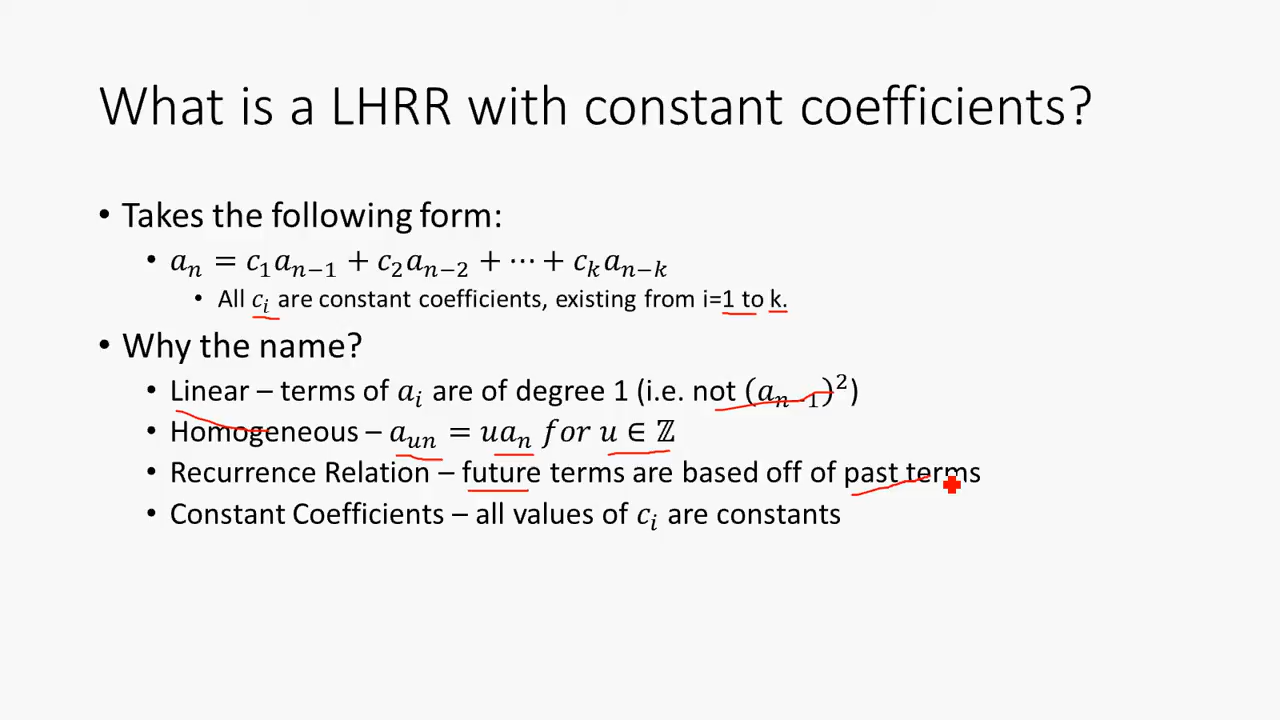 What is a LHRR with constant coefficients?
• Takes the following form:
• aₙ = c₁aₙ₋₁ + c₂aₙ₋₂ + ⋯ + cₖaₙ₋ₖ
• All cᵢ are constant coefficients, existing from i=1 to k.
• Why the name?
• Linear – terms of aᵢ are of degree 1 (i.e. not (aₙ₋₁)²)
• Homogeneous – aᵤₙ = uaₙ for u ∈ ℤ
• Recurrence Relation – future terms are based off of past terms
• Constant Coefficients – all values of cᵢ are constants